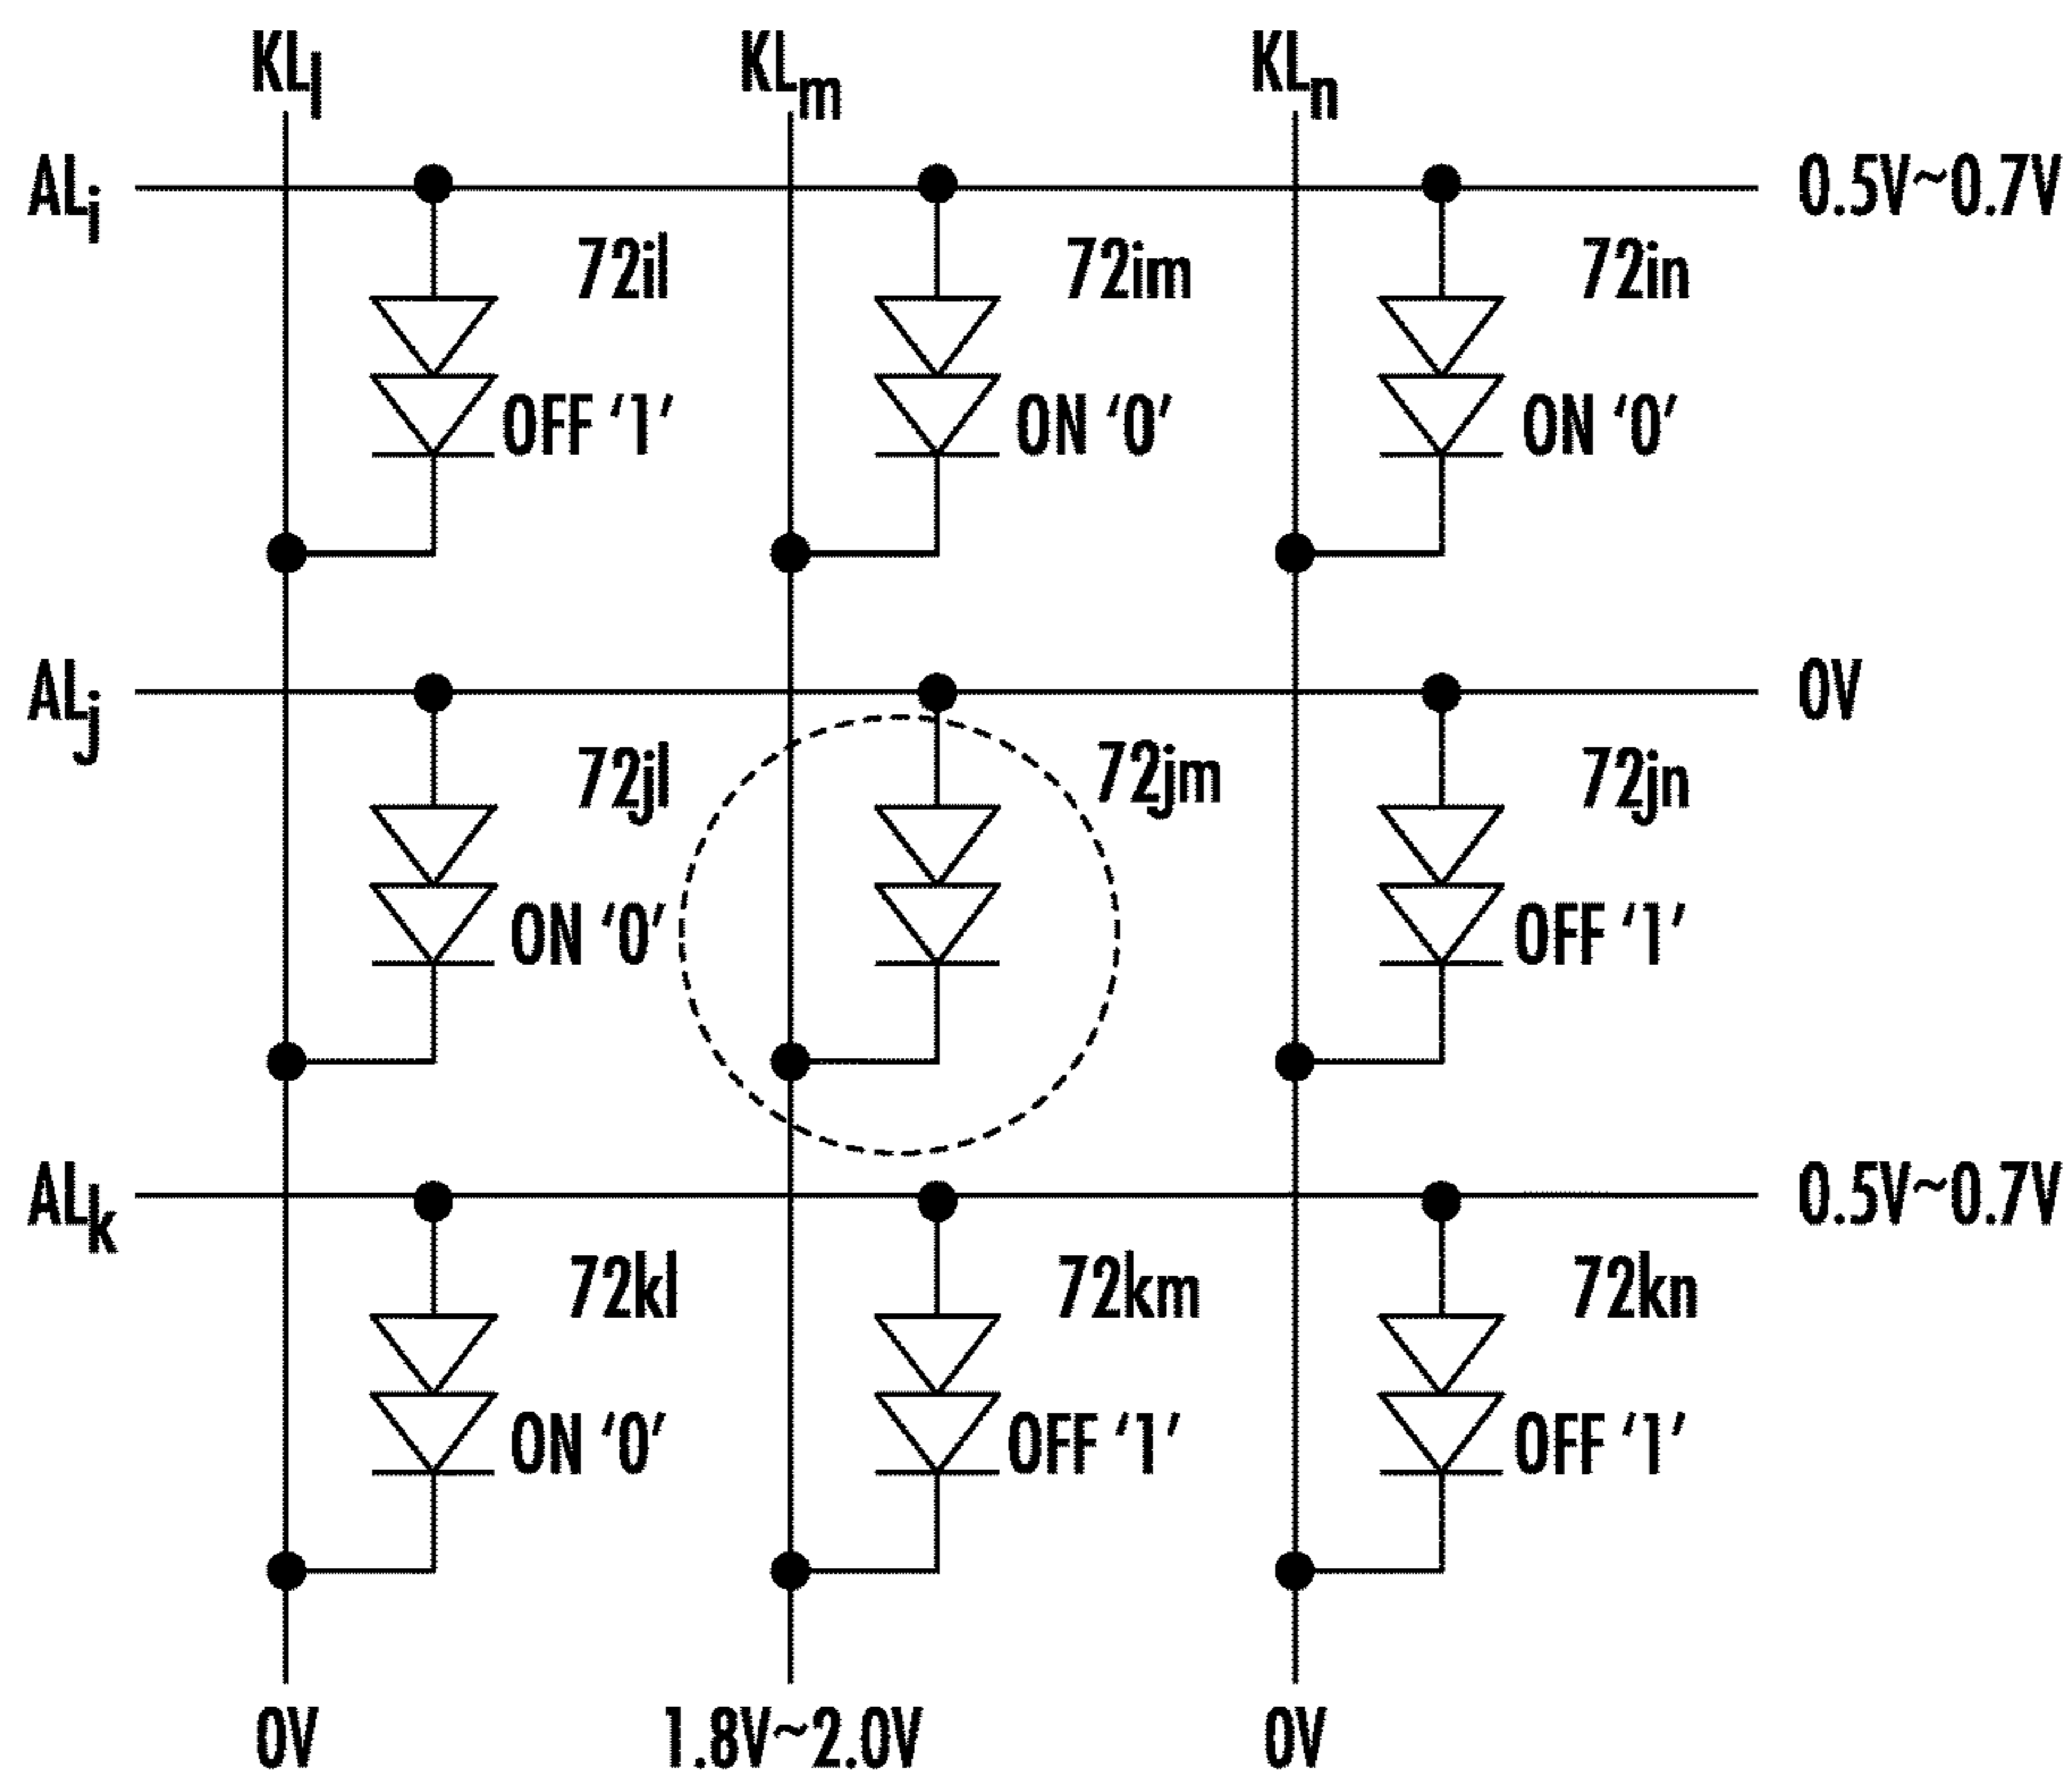 KLl KLm KLn
ALi 0.5V~0.7V
72il 72im 72in
OFF ‘1’ ON ‘0’ ON ‘0’
ALj 0V
72jl 72jm 72jn
ON ‘0’ OFF ‘1’
ALk 0.5V~0.7V
72kl 72km 72kn
ON ‘0’ OFF ‘1’ OFF ‘1’
0V 1.8V~2.0V 0V